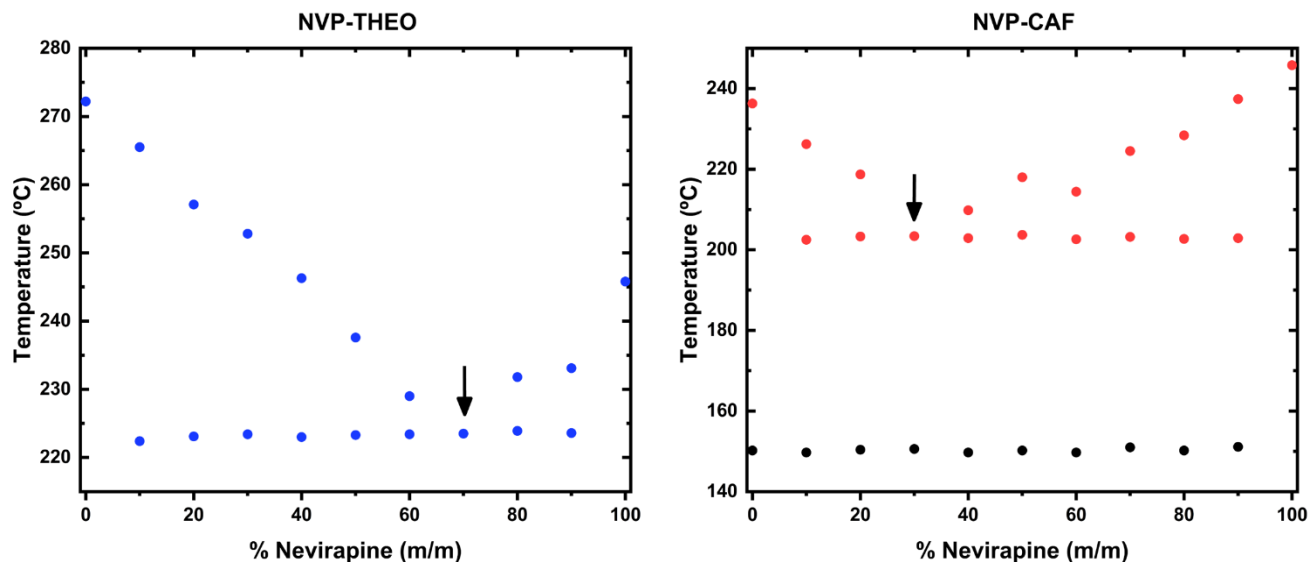 NVP-THEO
280
270
260
250
240
230
220
Temperature (ºC)
0 20 40 60 80 100
% Nevirapine (m/m)
NVP-CAF
240
220
200
180
160
140
Temperature (ºC)
0 20 40 60 80 100
% Nevirapine (m/m)